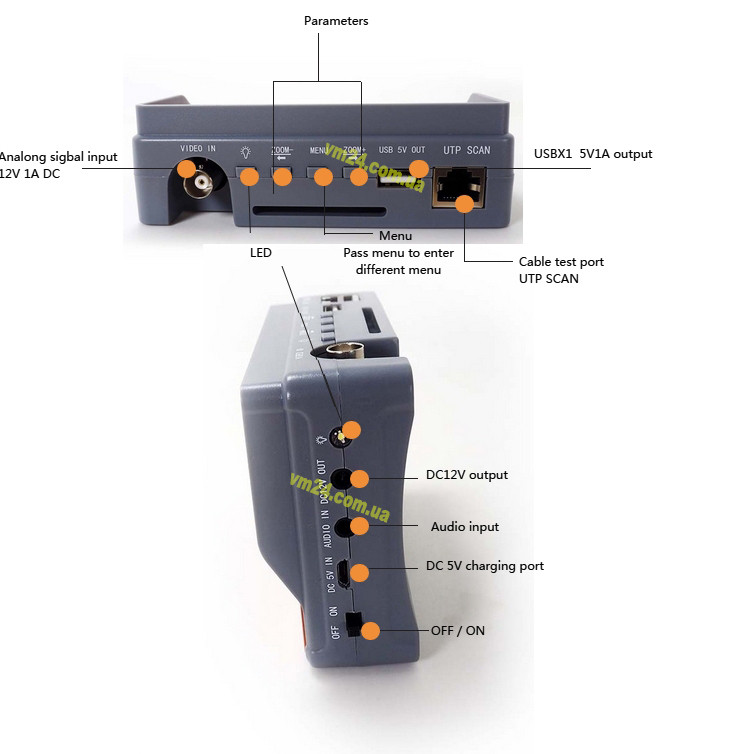 Parameters
VIDEO IN
ZOOM-
MENU
ZOOM+
USB 5V OUT
UTP SCAN
vm24.com.ua
Analong sigbal input
12V 1A DC
USBX1 5V1A output
Menu
Pass menu to enter
different menu
LED
Cable test port
UTP SCAN
DC12V OUT
vm24.com.ua
DC12V output
AUDIO IN
Audio input
DC 5V IN
DC 5V charging port
OFF ON
OFF / ON